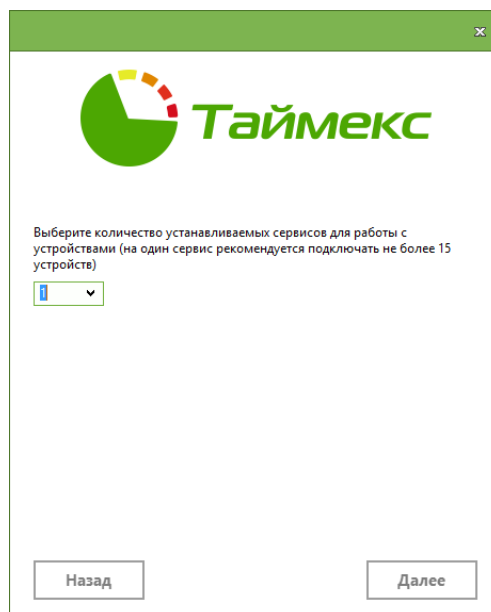 Таймекс
Выберите количество устанавливаемых сервисов для работы с
устройствами (на один сервис рекомендуется подключать не более 15
устройств)
1
Назад
Далее